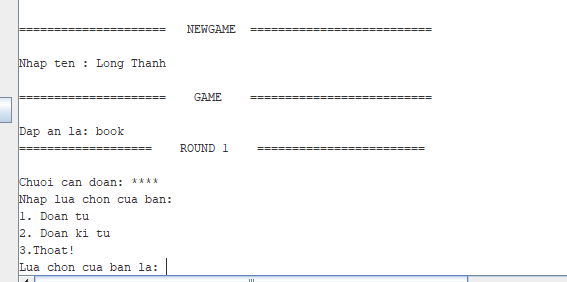 =====================   NEWGAME  ==========================
Nhap ten : Long Thanh
=====================    GAME    ==========================
Dap an la: book
===================    ROUND 1    ========================
Chuoi can doan: ****
Nhap lua chon cua ban:
1. Doan tu
2. Doan ki tu
3.Thoat!
Lua chon cua ban la: